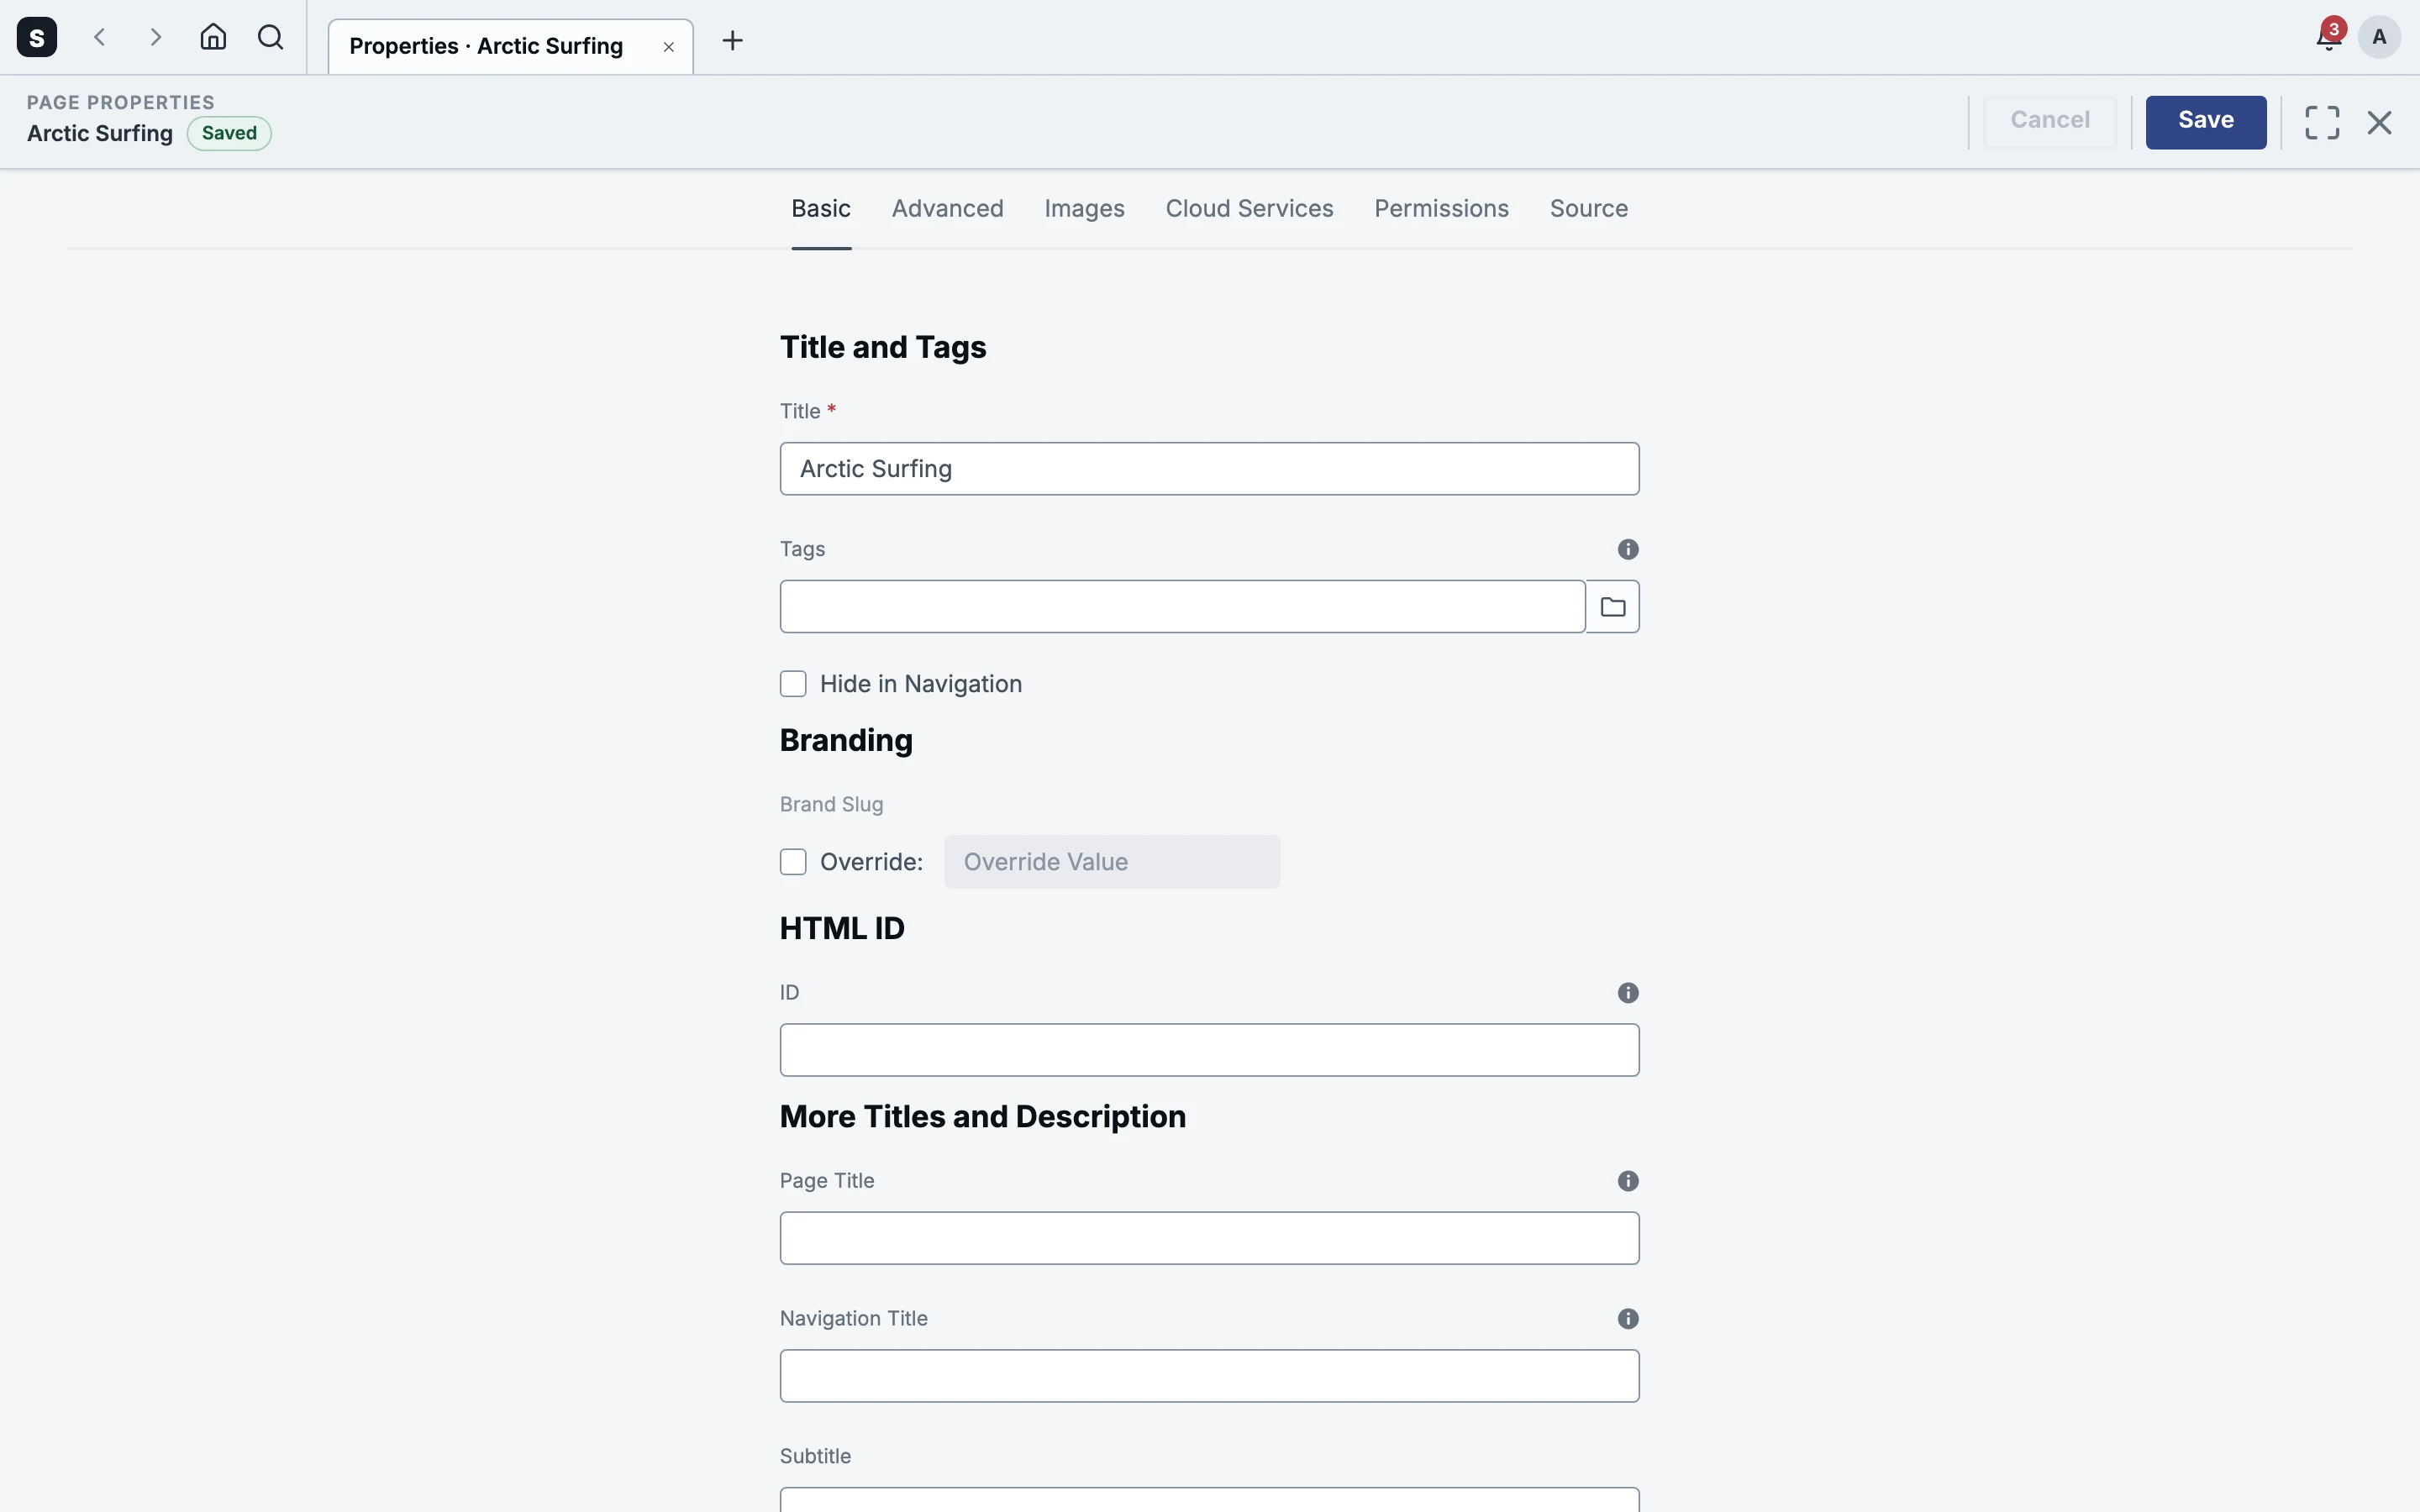 S
Properties · Arctic Surfing
3
A
PAGE PROPERTIES
Arctic Surfing
Saved
Cancel
Save
Basic
Advanced
Images
Cloud Services
Permissions
Source
Title and Tags
Title *
Arctic Surfing
Tags
Hide in Navigation
Branding
Brand Slug
Override:
Override Value
HTML ID
ID
More Titles and Description
Page Title
Navigation Title
Subtitle